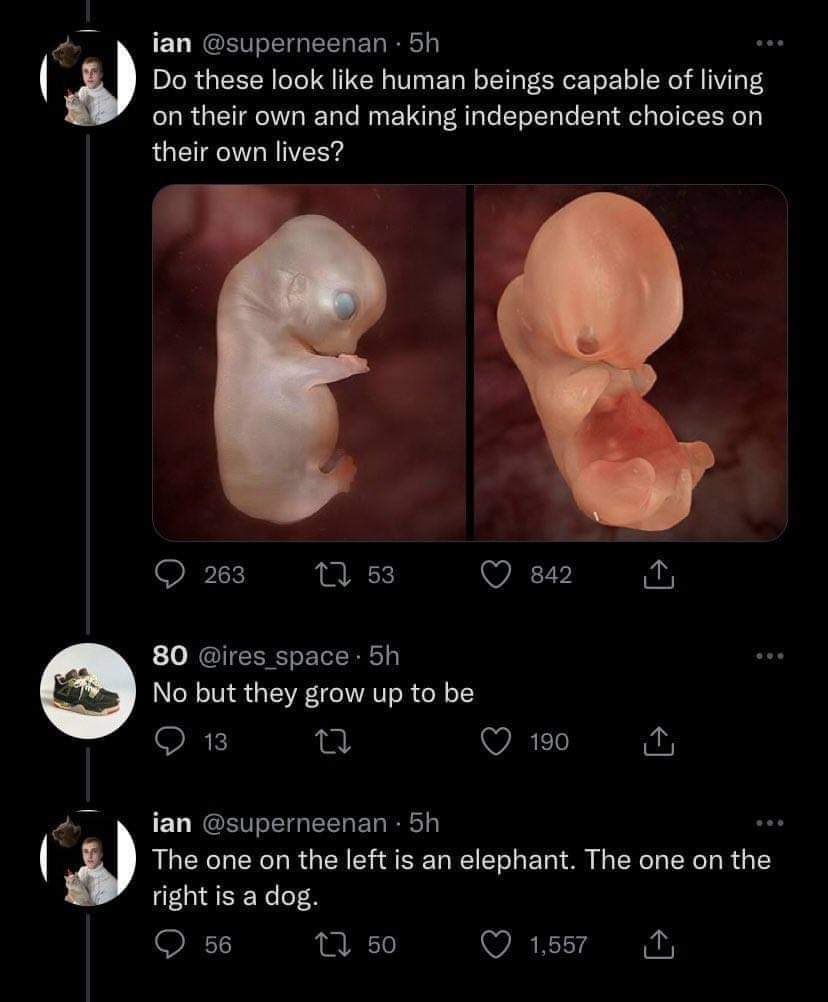 ian @superneenan · 5h
Do these look like human beings capable of living
on their own and making independent choices on
their own lives?
263 53 842
80 @ires_space · 5h
No but they grow up to be
13 190
ian @superneenan · 5h
The one on the left is an elephant. The one on the
right is a dog.
56 50 1,557